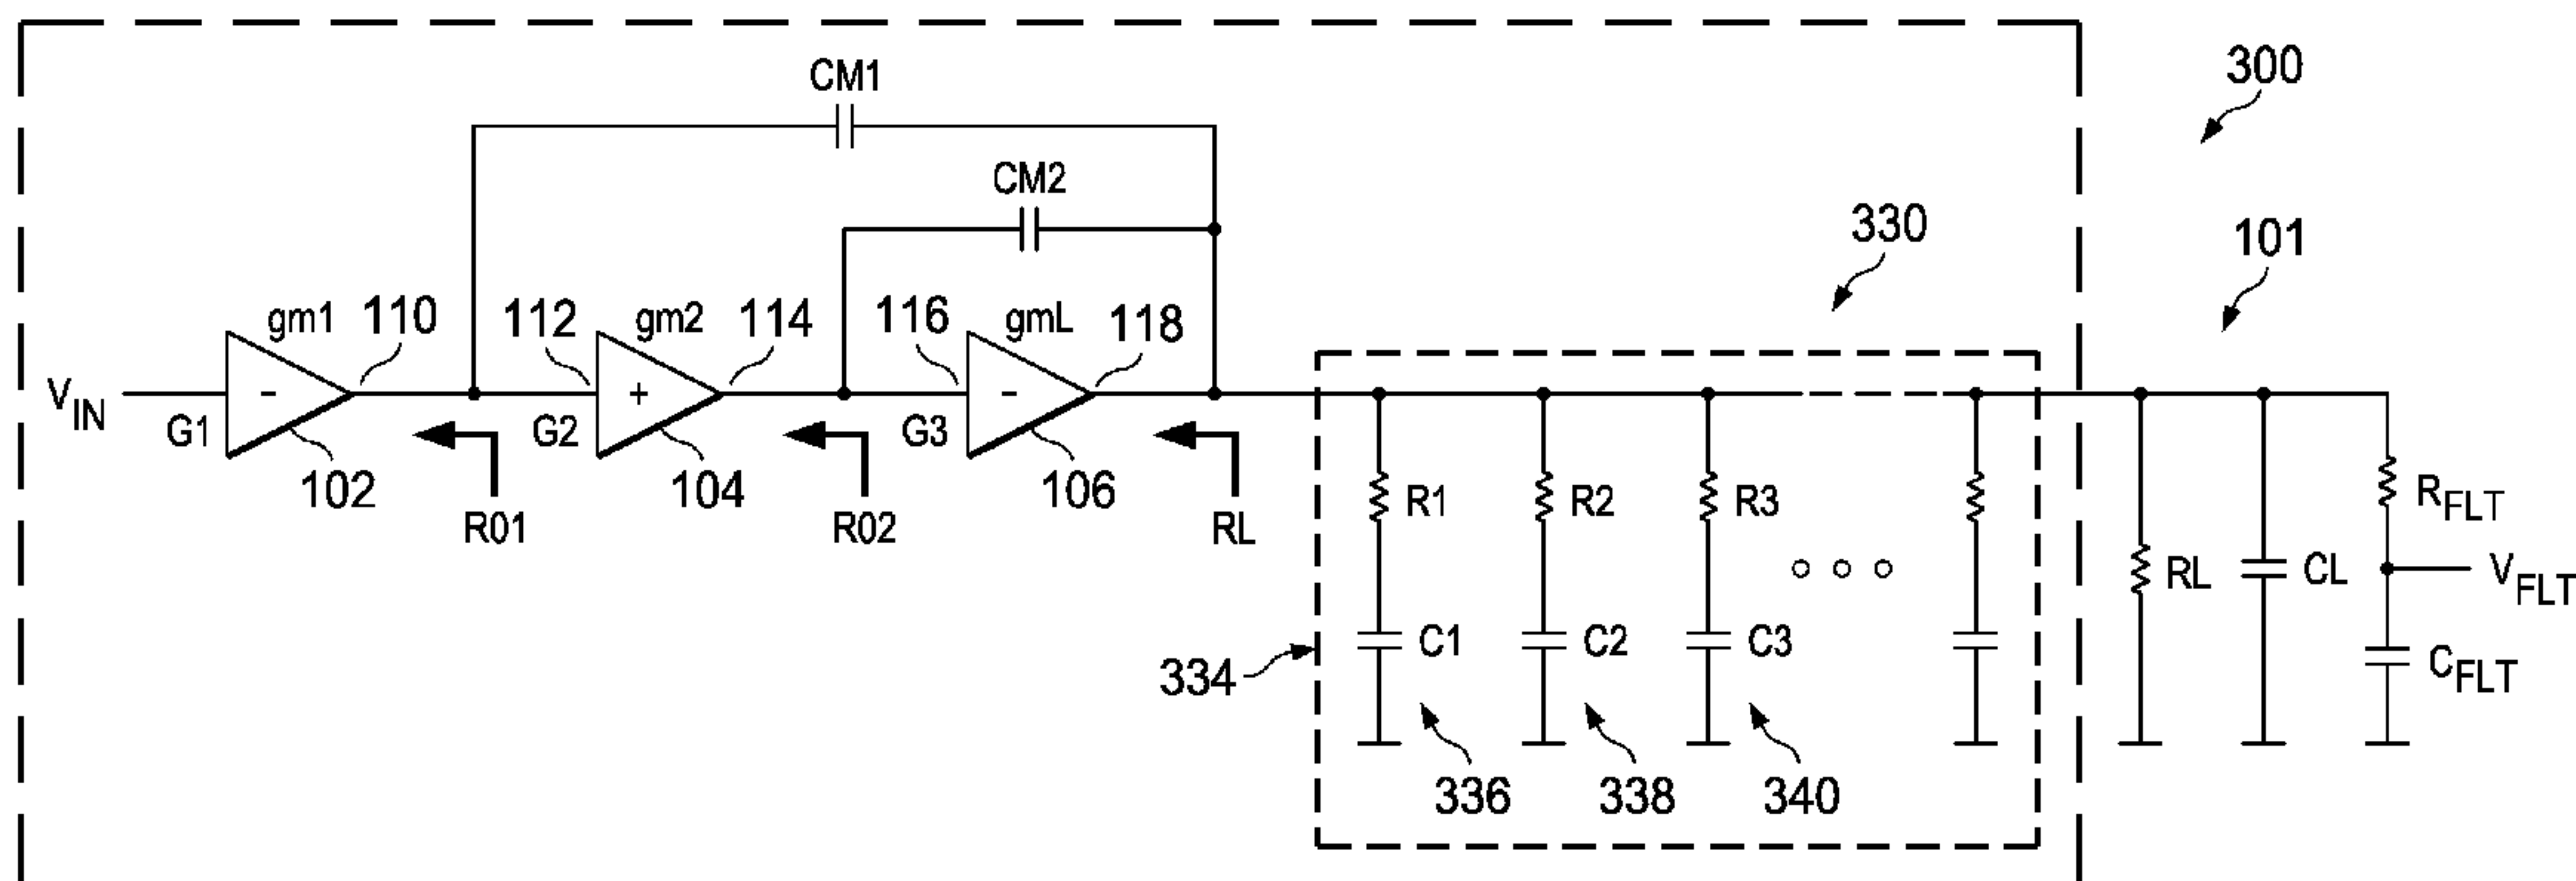 300
CM1
CM2
330
101
gm1
110
112
gm2
114
116
gmL
118
VIN
-
+
-
G1
G2
G3
102
R01
104
R02
106
RL
R1
R2
R3
RFLT
RL
CL
VFLT
C1
C2
C3
CFLT
334
336
338
340